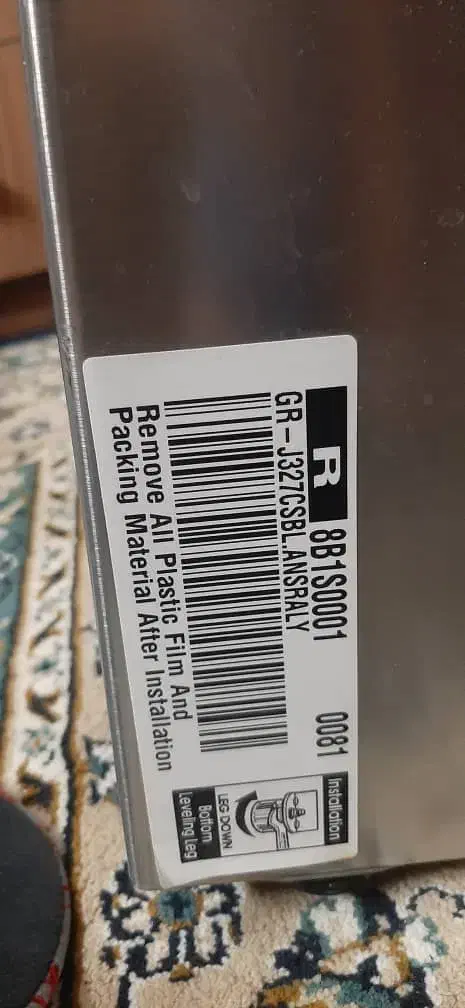 R 8B1S0001 0081
GR-J327CSBL.ANSRALY
Remove All Plastic Film And
Packing Material After Installation
Installation
LEG DOWN
Bottom
Leveling Leg